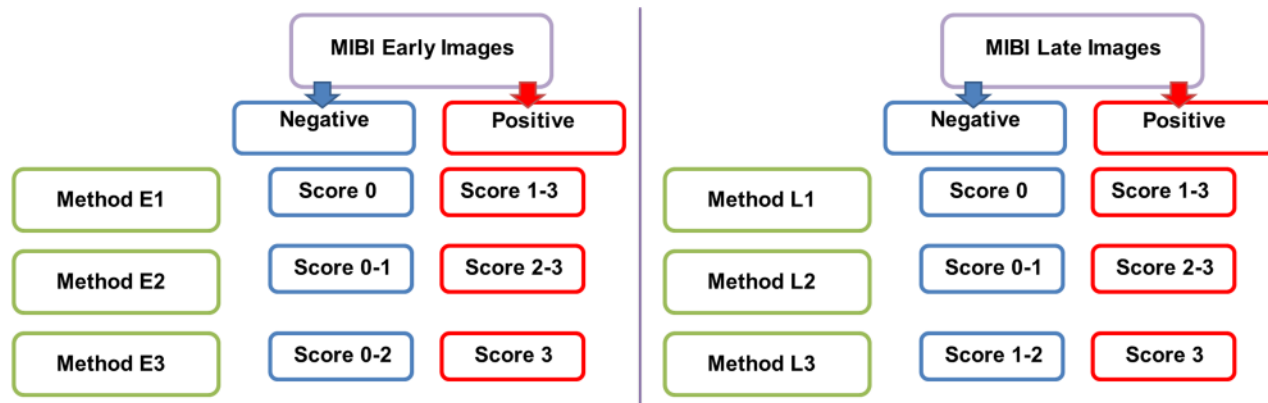 MIBI Early Images
Negative
Positive
Method E1
Score 0
Score 1-3
Method E2
Score 0-1
Score 2-3
Method E3
Score 0-2
Score 3
MIBI Late Images
Negative
Positive
Method L1
Score 0
Score 1-3
Method L2
Score 0-1
Score 2-3
Method L3
Score 1-2
Score 3